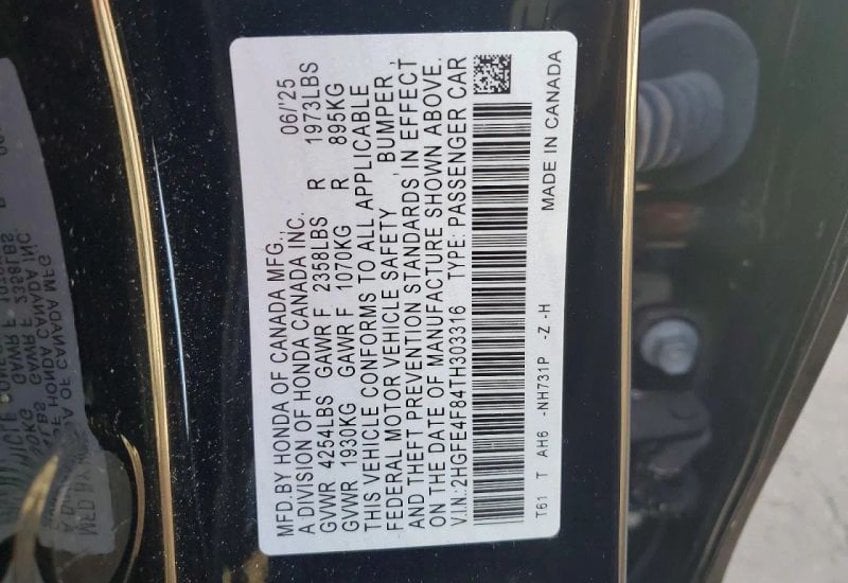 MFD.BY HONDA OF CANADA MFG., 06/'25
A DIVISION OF HONDA CANADA INC.
GVWR 4254LBS GAWR F 2358LBS R 1973LBS
GVWR 1930KG GAWR F 1070KG R 895KG
THIS VEHICLE CONFORMS TO ALL APPLICABLE
FEDERAL MOTOR VEHICLE SAFETY , BUMPER ,
AND THEFT PREVENTION STANDARDS IN EFFECT
ON THE DATE OF MANUFACTURE SHOWN ABOVE.
V.I.N.:2HGFE4F84TH303316 TYPE: PASSENGER CAR
T61 T AH6 -NH731P -Z -H MADE IN CANADA